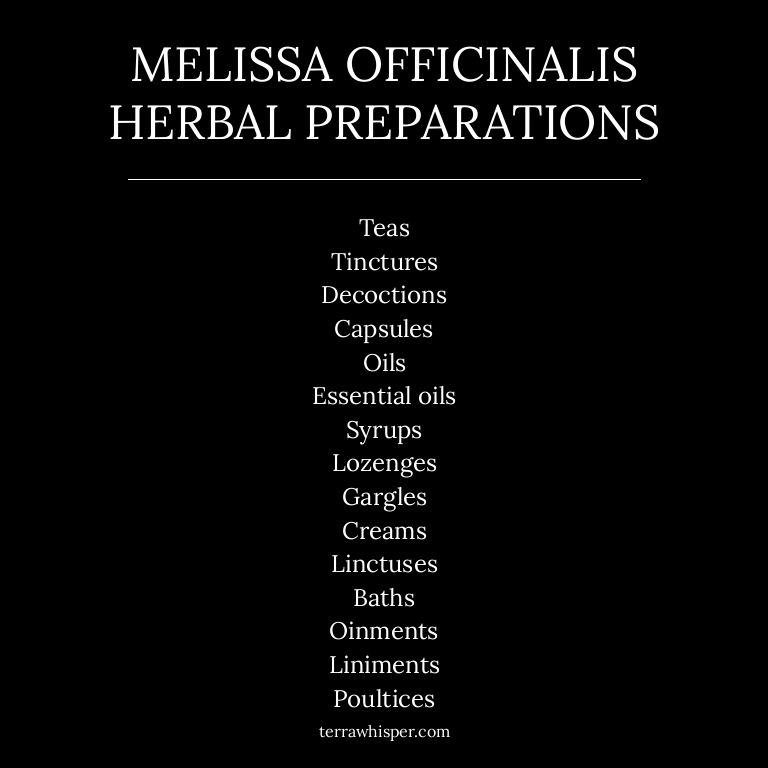 MELISSA OFFICINALIS
HERBAL PREPARATIONS
Teas
Tinctures
Decoctions
Capsules
Oils
Essential oils
Syrups
Lozenges
Gargles
Creams
Linctuses
Baths
Oinments
Liniments
Poultices
terrawhisper.com